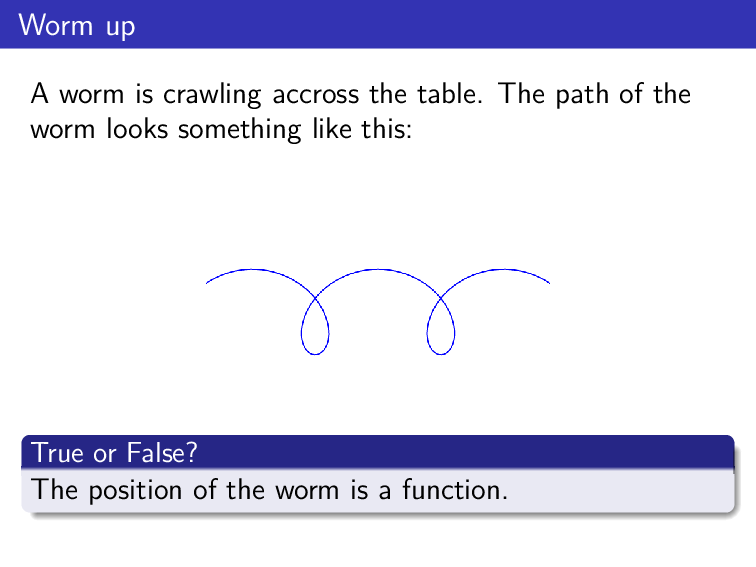 Worm up
A worm is crawling accross the table. The path of the
worm looks something like this:
True or False?
The position of the worm is a function.